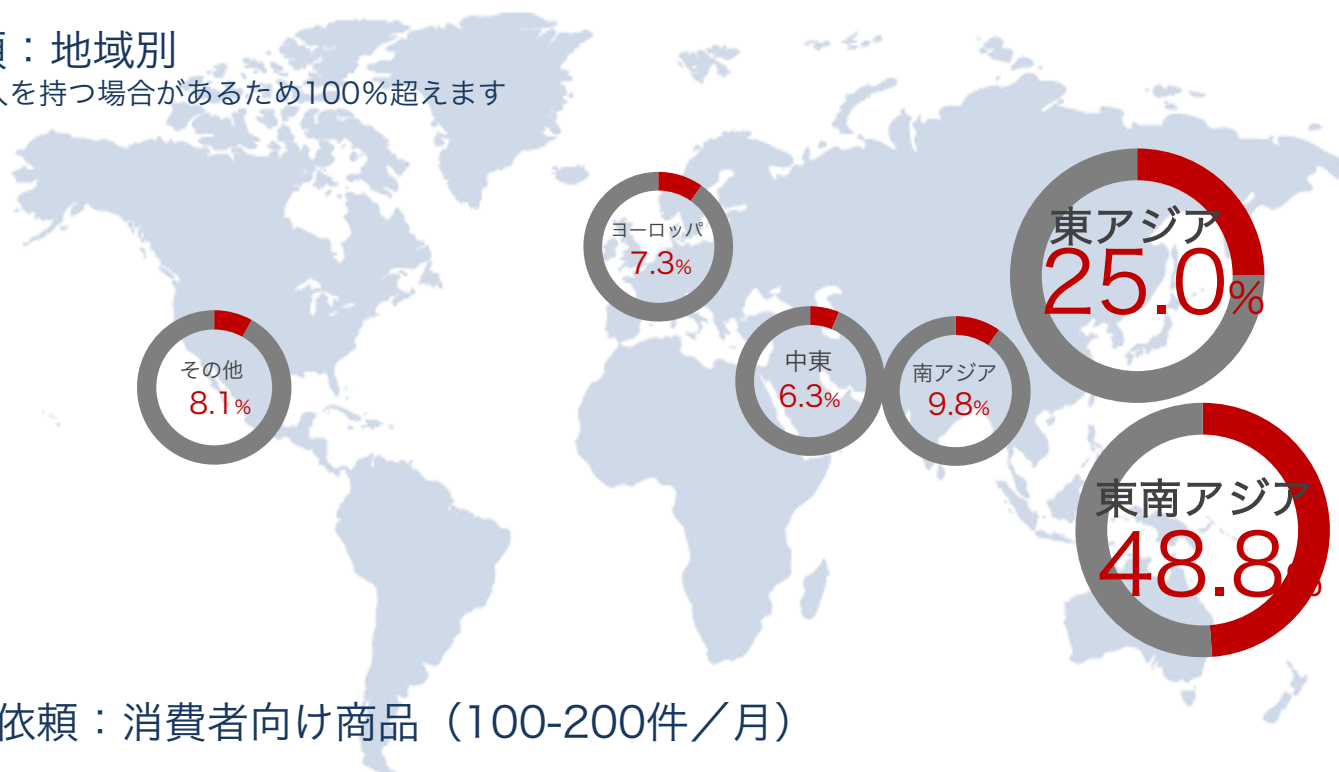 頼：地域別
人を持つ場合があるため100％超えます
ヨーロッパ
7.3%
東アジア
25.0%
その他
8.1%
中東
6.3%
南アジア
9.8%
東南アジア
48.8%
依頼：消費者向け商品（100-200件／月）